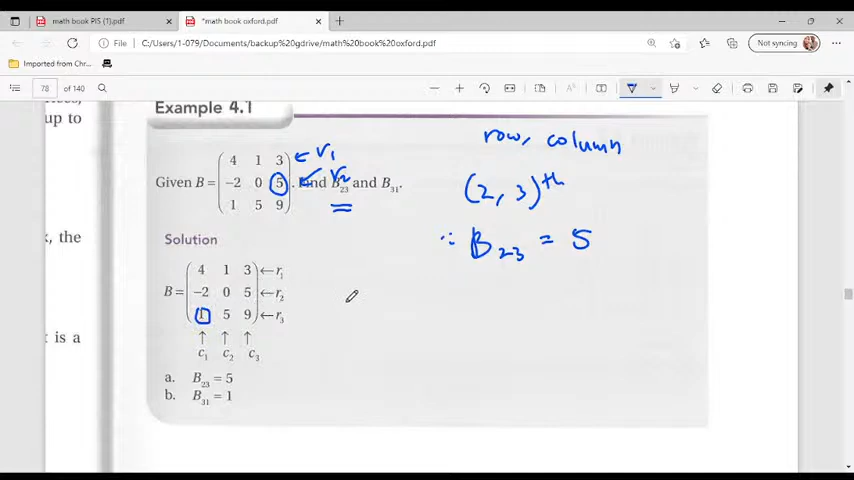 math book PIS (1).pdf
*math book oxford.pdf
File
C:/Users/1-079/Documents/backup%20gdrive/math%20book%20oxford.pdf
Not syncing
Imported from Chr...
78 of 140
up to
Example 4.1
row, column
Given B = ( 4 1 3 ← r1
-2 0 5 ← r2
1 5 9 ). Find B23 and B31.
(2, 3)th
∴ B23 = 5
Solution
x, the
B = ( 4 1 3 ← r1
-2 0 5 ← r2
1 5 9 ) ← r3
↑ ↑ ↑
c1 c2 c3
it is a
a. B23 = 5
b. B31 = 1